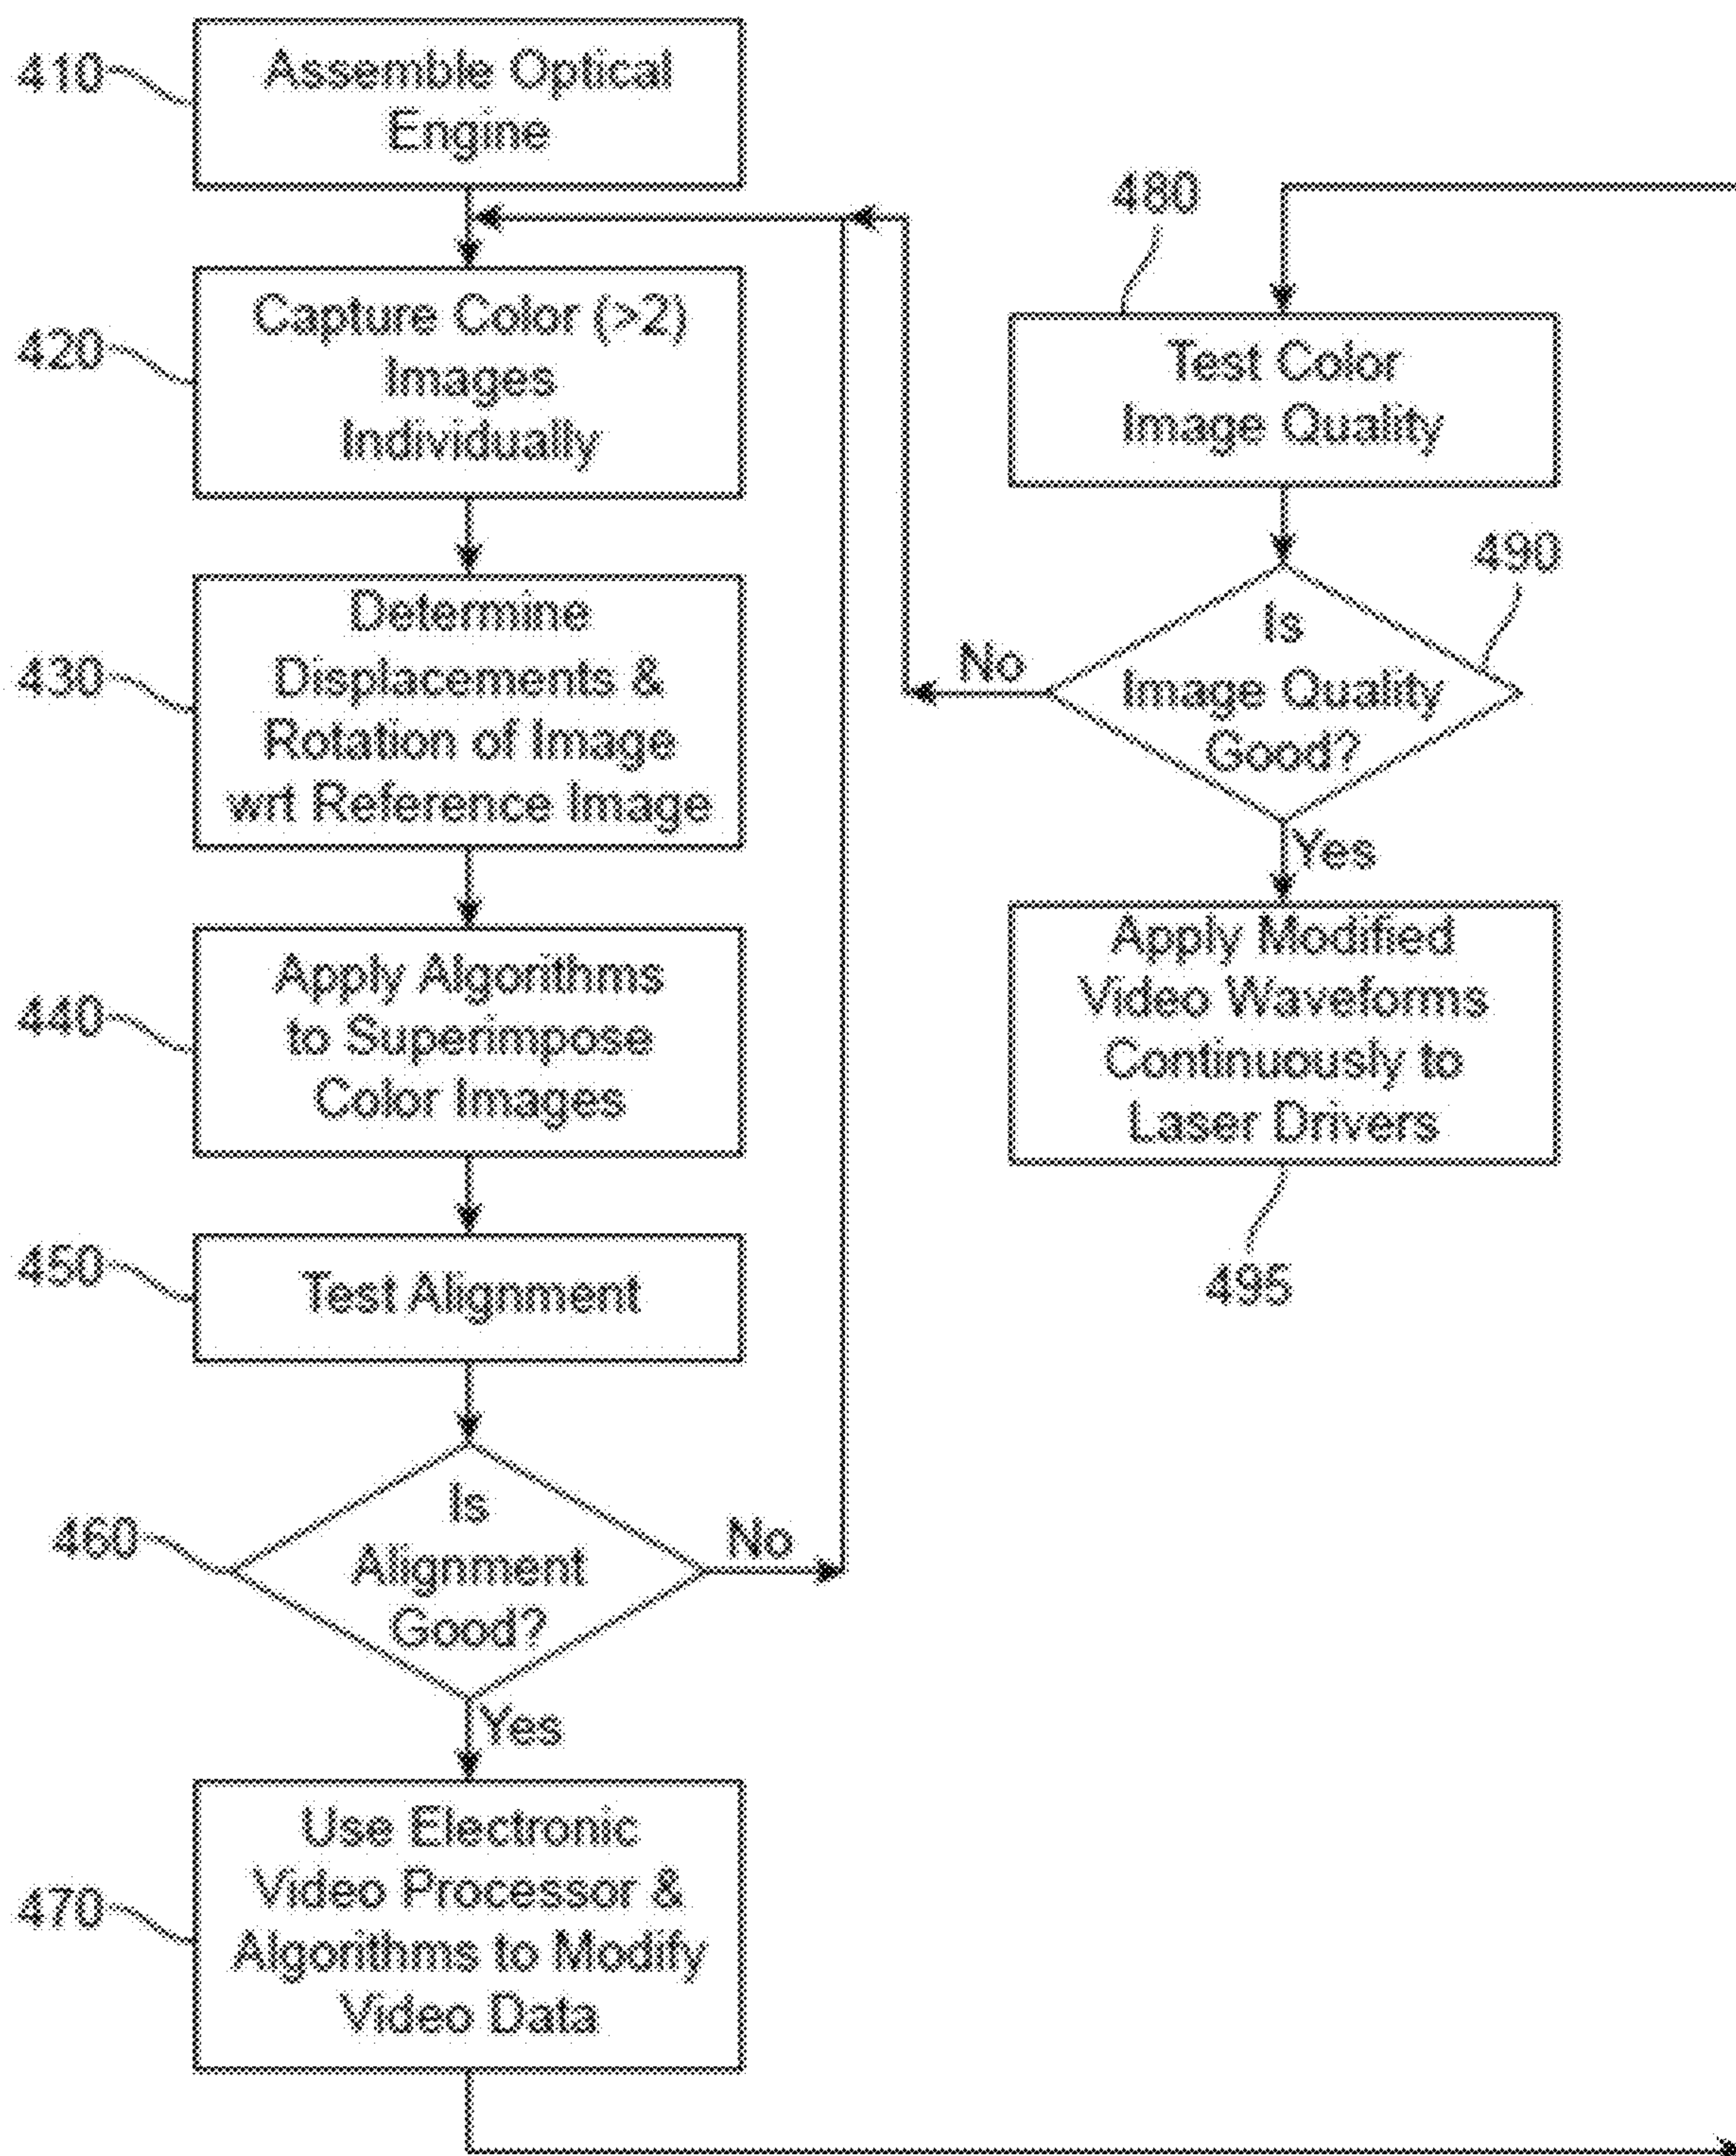 410
Assemble Optical
Engine
420
Capture Color (>2)
Images
Individually
430
Determine
Displacements &
Rotation of Image
wrt Reference Image
440
Apply Algorithms
to Superimpose
Color Images
450
Test Alignment
460
Is
Alignment
Good?
No
Yes
470
Use Electronic
Video Processor &
Algorithms to Modify
Video Data
480
Test Color
Image Quality
490
Is
Image Quality
Good?
No
Yes
Apply Modified
Video Waveforms
Continuously to
Laser Drivers
495